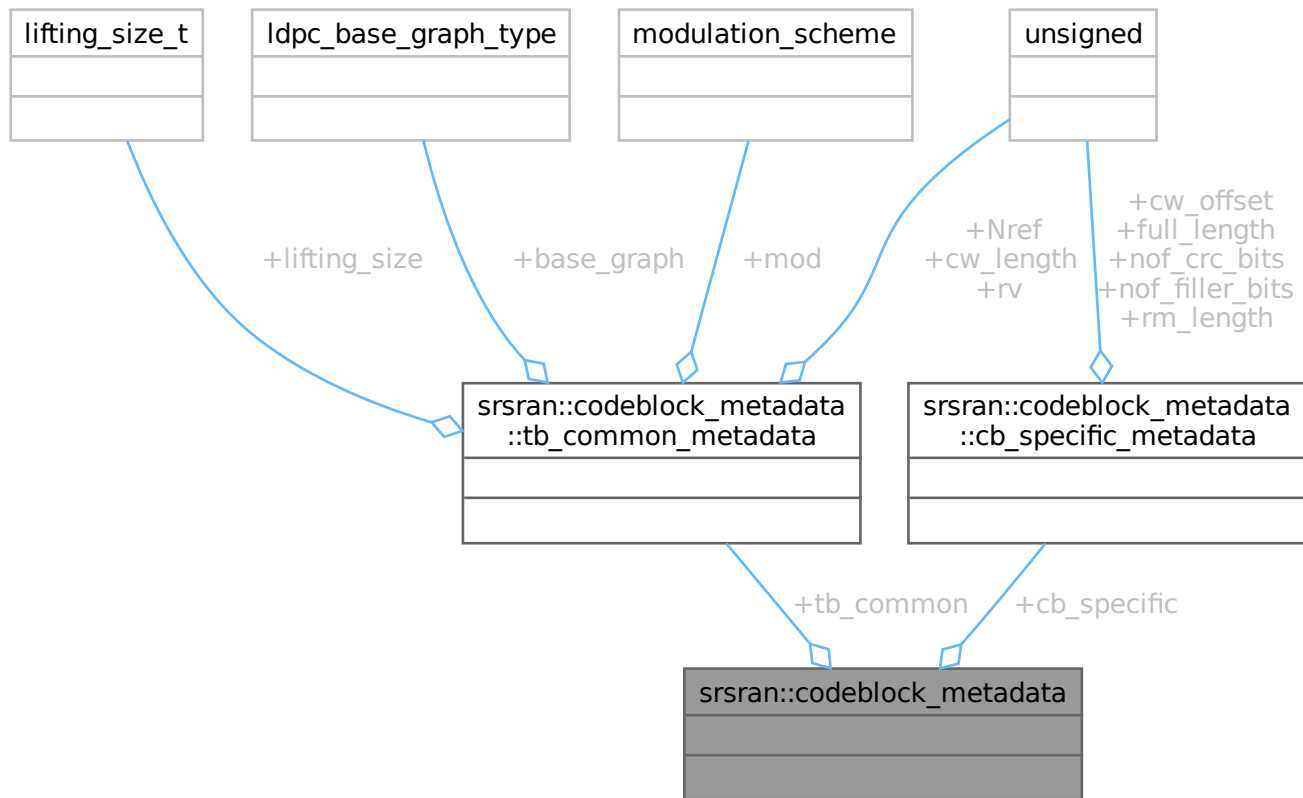 lifting_size_t
ldpc_base_graph_type
modulation_scheme
unsigned
+lifting_size
+base_graph
+mod
+Nref
+cw_length
+rv
+cw_offset
+full_length
+nof_crc_bits
+nof_filler_bits
+rm_length
srsran::codeblock_metadata
::tb_common_metadata
srsran::codeblock_metadata
::cb_specific_metadata
+tb_common
+cb_specific
srsran::codeblock_metadata